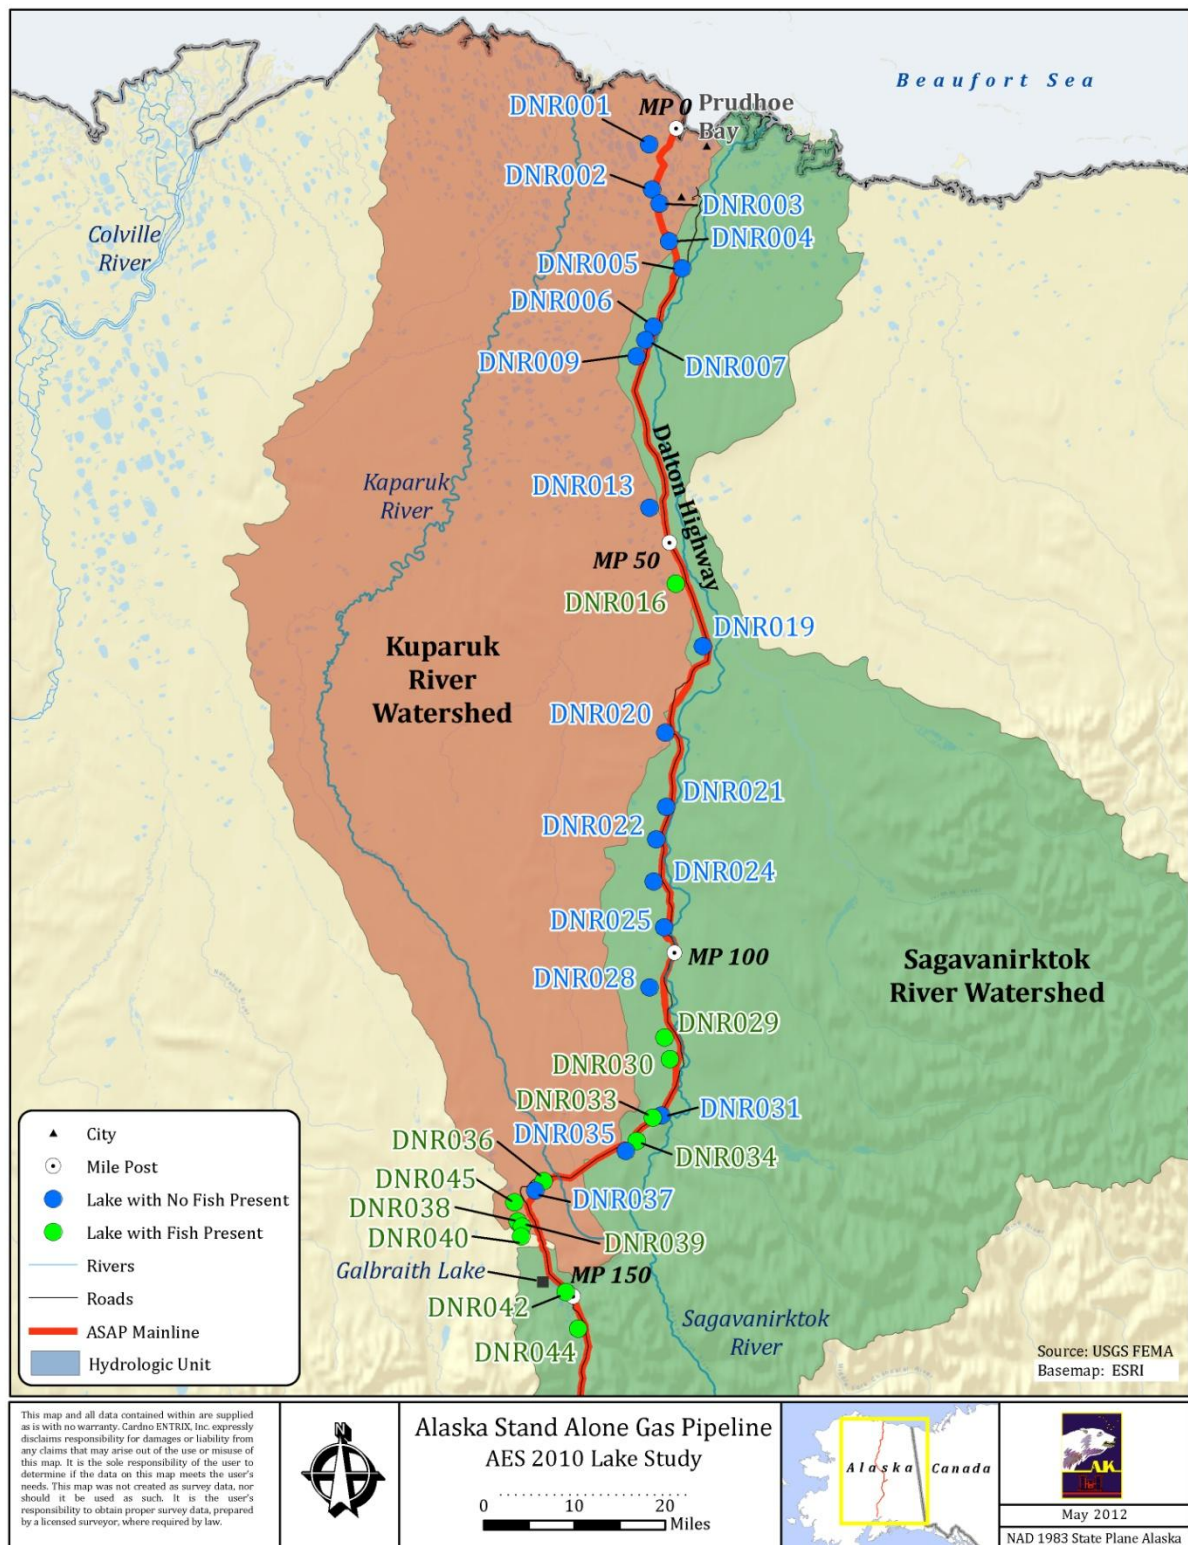 Beaufort Sea
DNR001
MP 0
Prudhoe
Bay
DNR002
DNR003
Colville
River
DNR004
DNR005
DNR006
DNR009
DNR007
Dalton Highway
Kaparuk
River
DNR013
MP 50
DNR016
DNR019
Kuparuk
River
Watershed
DNR020
DNR021
DNR022
DNR024
DNR025
MP 100
Sagavanirktok
River Watershed
DNR028
DNR029
DNR030
DNR033
DNR031
DNR035
DNR036
DNR034
DNR045
DNR037
DNR038
DNR040
DNR039
Galbraith Lake
MP 150
DNR042
Sagavanirktok
River
DNR044
City
Mile Post
Lake with No Fish Present
Lake with Fish Present
Rivers
Roads
ASAP Mainline
Hydrologic Unit
Source: USGS FEMA
Basemap: ESRI
This map and all data contained within are supplied
as is with no warranty. Cardno ENTRIX, Inc. expressly
disclaims responsibility for damages or liability from
any claims that may arise out of the use or misuse of
this map. It is the sole responsibility of the user to
determine if the data on this map meets the user's
needs. This map was not created as survey data, nor
should it be used as such. It is the user's
responsibility to obtain proper survey data, prepared
by a licensed surveyor, where required by law.
N
Alaska Stand Alone Gas Pipeline
AES 2010 Lake Study
0 10 20
Miles
Alaska
Canada
AK
May 2012
NAD 1983 State Plane Alaska